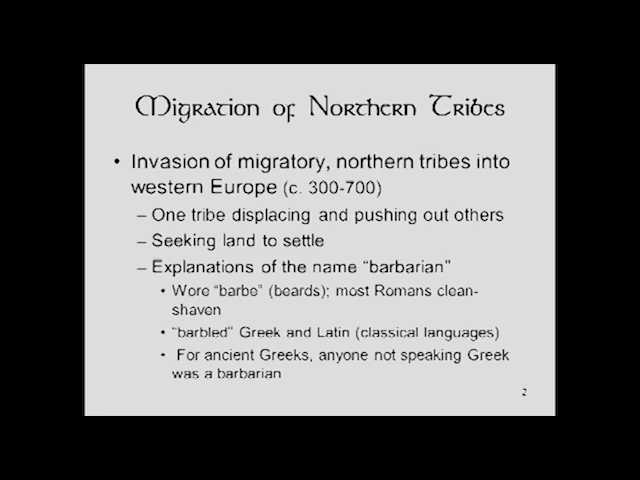 Migration of Northern Tribes
• Invasion of migratory, northern tribes into
western Europe (c. 300-700)
– One tribe displacing and pushing out others
– Seeking land to settle
– Explanations of the name "barbarian"
• Wore "barbe" (beards); most Romans clean-
shaven
• "barbled" Greek and Latin (classical languages)
• For ancient Greeks, anyone not speaking Greek
was a barbarian
2